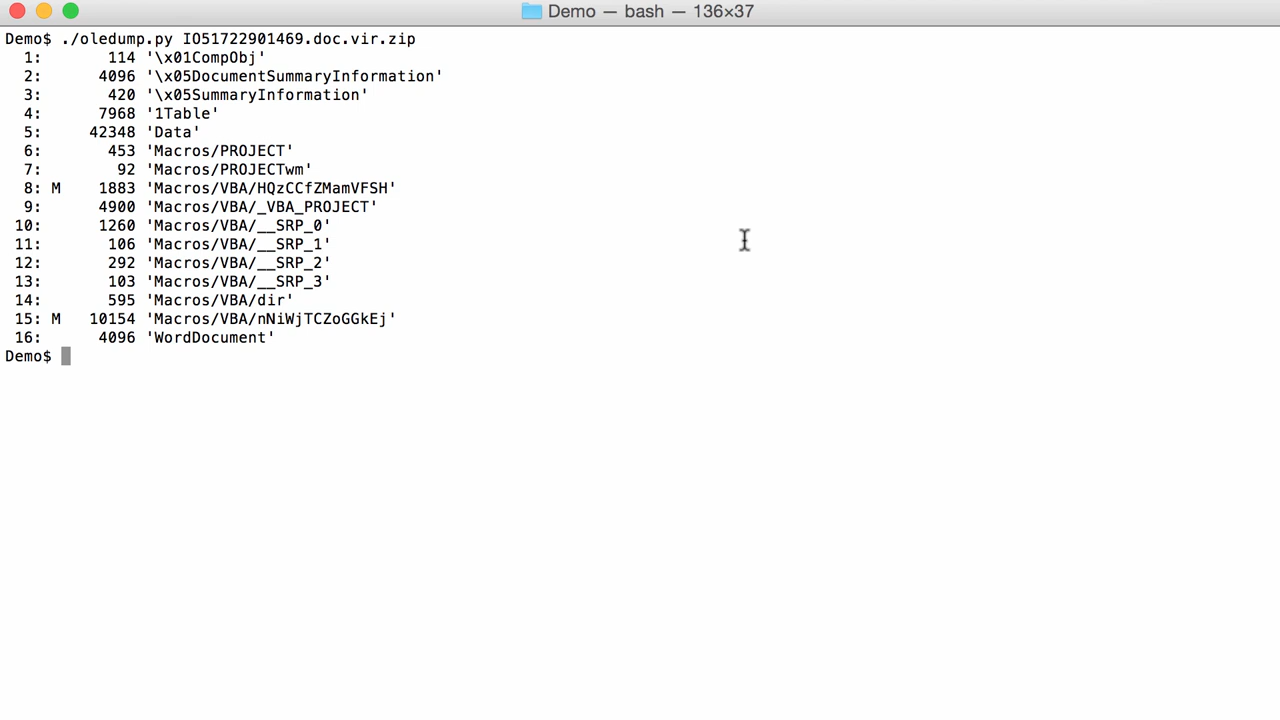 Demo — bash — 136×37
Demo$ ./oledump.py IO51722901469.doc.vir.zip
  1:       114 '\x01CompObj'
  2:      4096 '\x05DocumentSummaryInformation'
  3:       420 '\x05SummaryInformation'
  4:      7968 '1Table'
  5:     42348 'Data'
  6:       453 'Macros/PROJECT'
  7:        92 'Macros/PROJECTwm'
  8: M    1883 'Macros/VBA/HQzCCfZMamVFSH'
  9:      4900 'Macros/VBA/_VBA_PROJECT'
 10:      1260 'Macros/VBA/__SRP_0'
 11:       106 'Macros/VBA/__SRP_1'
 12:       292 'Macros/VBA/__SRP_2'
 13:       103 'Macros/VBA/__SRP_3'
 14:       595 'Macros/VBA/dir'
 15: M   10154 'Macros/VBA/nNiWjTCZoGGkEj'
 16:      4096 'WordDocument'
Demo$